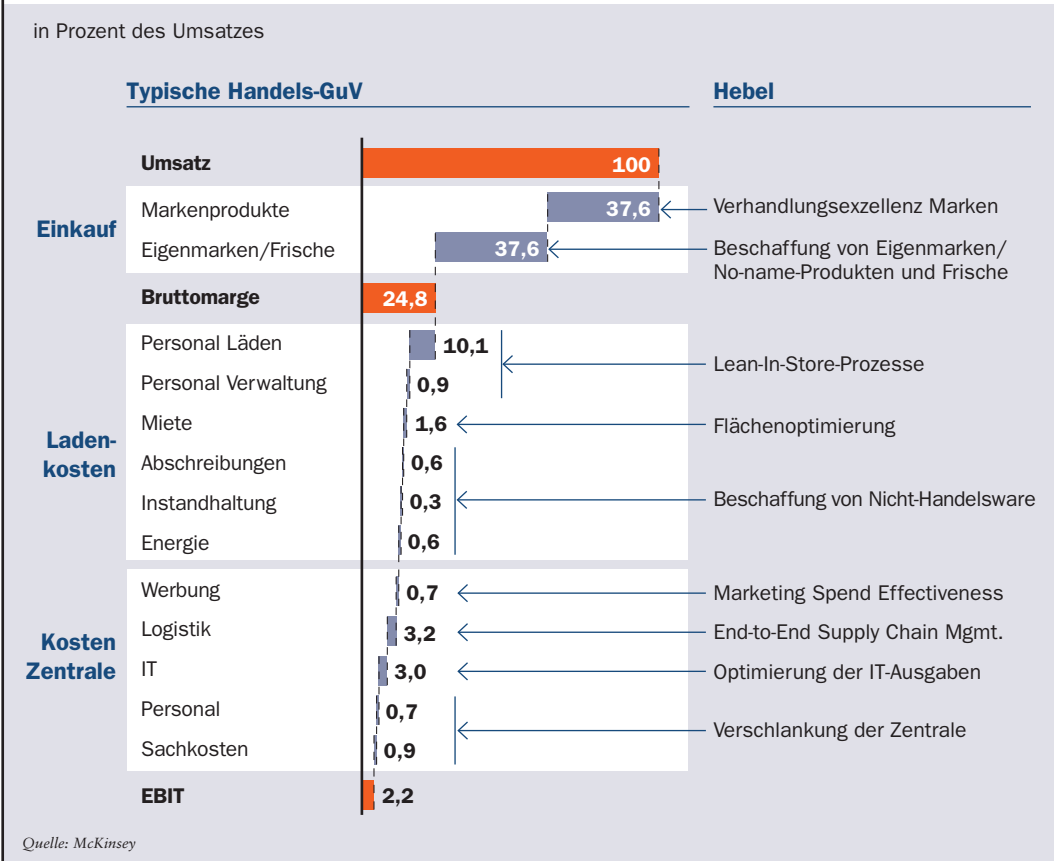 in Prozent des Umsatzes
Typische Handels-GuV
Hebel
Umsatz
100
Einkauf
Markenprodukte
37,6
Verhandlungsexzellenz Marken
Eigenmarken/Frische
37,6
Beschaffung von Eigenmarken/
No-name-Produkten und Frische
Bruttomarge
24,8
Laden-
kosten
Personal Läden
10,1
Personal Verwaltung
0,9
Lean-In-Store-Prozesse
Miete
1,6
Flächenoptimierung
Abschreibungen
0,6
Instandhaltung
0,3
Energie
0,6
Beschaffung von Nicht-Handelsware
Kosten
Zentrale
Werbung
0,7
Marketing Spend Effectiveness
Logistik
3,2
End-to-End Supply Chain Mgmt.
IT
3,0
Optimierung der IT-Ausgaben
Personal
0,7
Sachkosten
0,9
Verschlankung der Zentrale
EBIT
2,2
Quelle: McKinsey